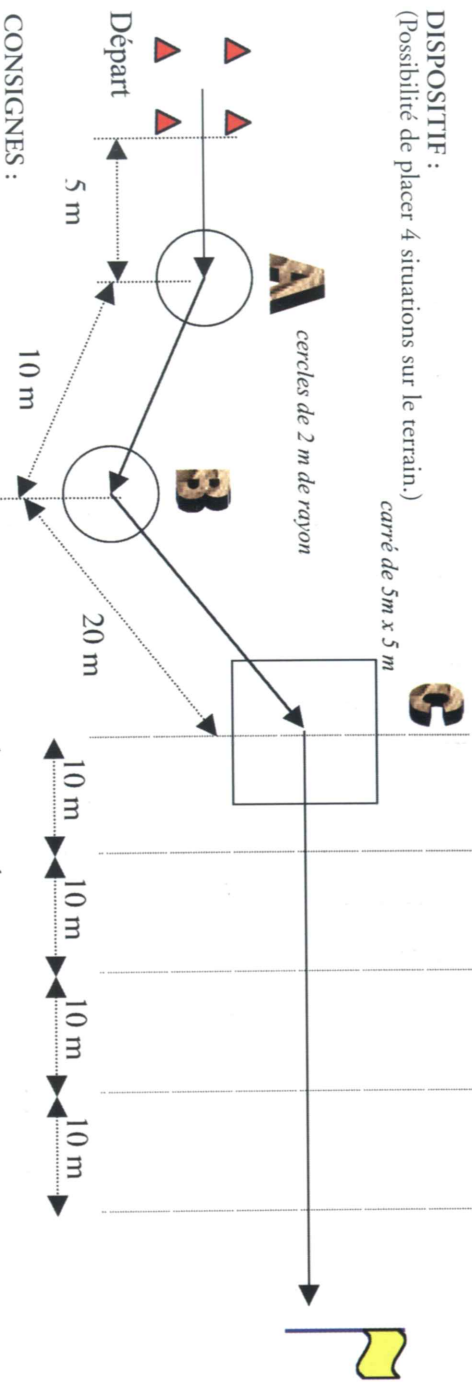 DISPOSITIF :
(Possibilité de placer 4 situations sur le terrain.)
carré de 5m x 5 m
C
A
cercles de 2 m de rayon
B
Départ
5 m
10 m
20 m
10 m
10 m
10 m
10 m
CONSIGNES :